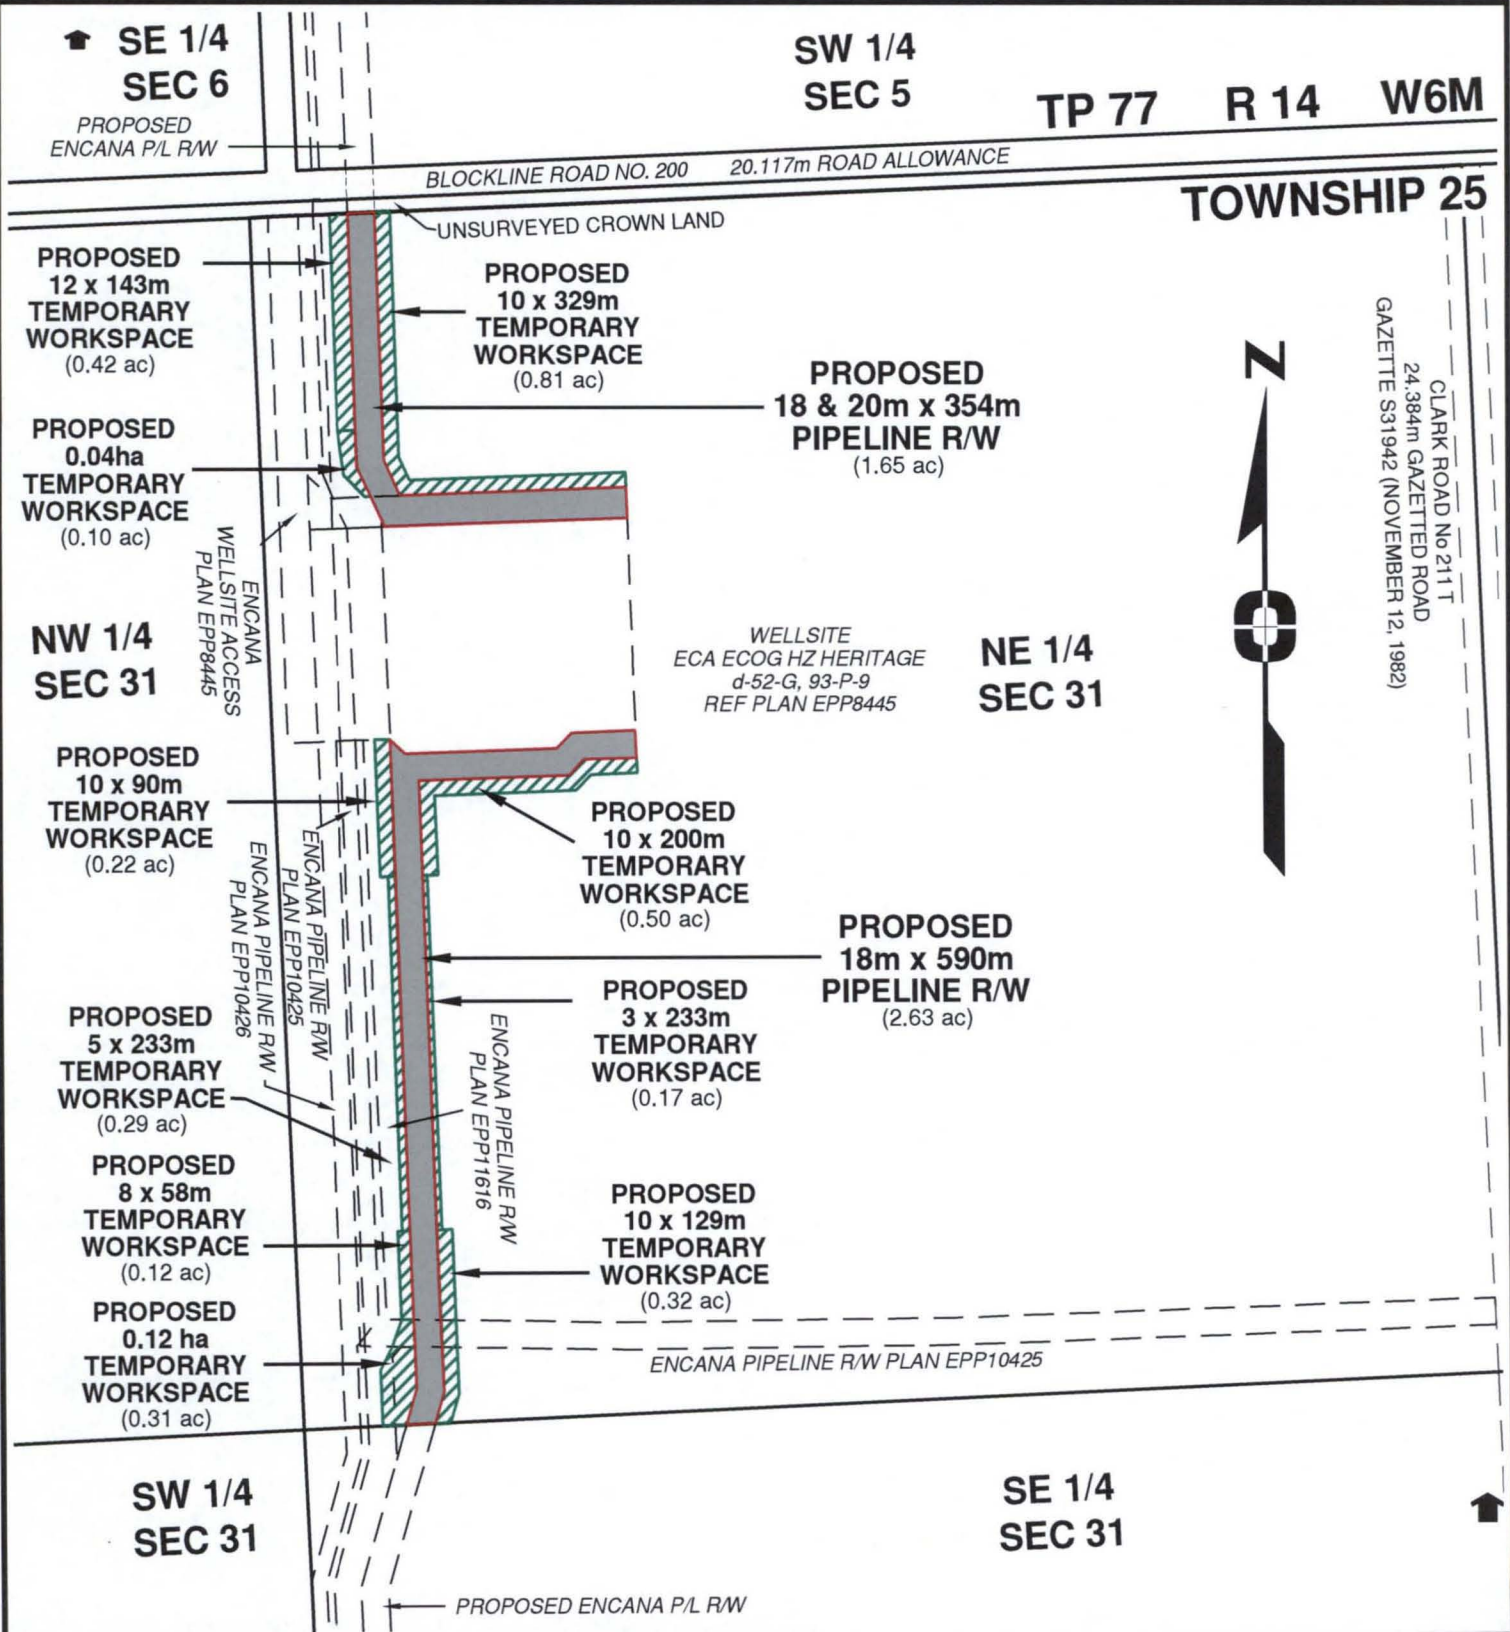 SE 1/4
SEC 6
PROPOSED
ENCANA P/L R/W
SW 1/4
SEC 5
TP 77 R 14 W6M
BLOCKLINE ROAD NO. 200 20.117m ROAD ALLOWANCE
TOWNSHIP 25
UNSURVEYED CROWN LAND
PROPOSED
12 x 143m
TEMPORARY
WORKSPACE
(0.42 ac)
PROPOSED
10 x 329m
TEMPORARY
WORKSPACE
(0.81 ac)
PROPOSED
18 & 20m x 354m
PIPELINE R/W
(1.65 ac)
CLARK ROAD No 211 T
24.384m GAZETTED ROAD
GAZETTE S31942 (NOVEMBER 12, 1982)
N
PROPOSED
0.04ha
TEMPORARY
WORKSPACE
(0.10 ac)
ENCANA
WELLSITE ACCESS
PLAN EPP8445
NW 1/4
SEC 31
WELLSITE
ECA ECOG HZ HERITAGE
d-52-G, 93-P-9
REF PLAN EPP8445
NE 1/4
SEC 31
PROPOSED
10 x 90m
TEMPORARY
WORKSPACE
(0.22 ac)
ENCANA PIPELINE R/W
PLAN EPP10425
ENCANA PIPELINE R/W
PLAN EPP10426
PROPOSED
10 x 200m
TEMPORARY
WORKSPACE
(0.50 ac)
PROPOSED
18m x 590m
PIPELINE R/W
(2.63 ac)
PROPOSED
3 x 233m
TEMPORARY
WORKSPACE
(0.17 ac)
PROPOSED
5 x 233m
TEMPORARY
WORKSPACE
(0.29 ac)
ENCANA PIPELINE R/W
PLAN EPP11616
PROPOSED
8 x 58m
TEMPORARY
WORKSPACE
(0.12 ac)
PROPOSED
10 x 129m
TEMPORARY
WORKSPACE
(0.32 ac)
PROPOSED
0.12 ha
TEMPORARY
WORKSPACE
(0.31 ac)
ENCANA PIPELINE R/W PLAN EPP10425
SW 1/4
SEC 31
SE 1/4
SEC 31
PROPOSED ENCANA P/L R/W